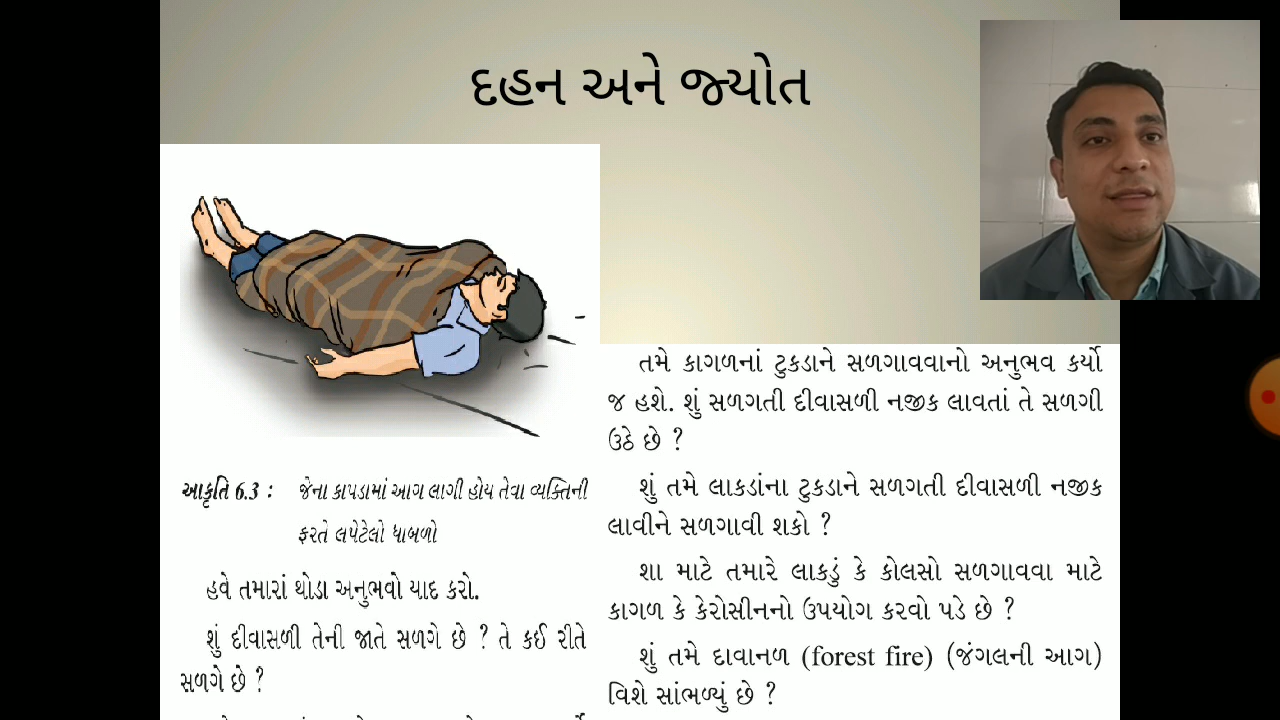 દહન અને જ્યોત
આકૃતિ 6.3 : જેના કાપડામાં આગ લાગી હોય તેવા વ્યક્તિની
ફરતે લપેટેલો ધાબળો
હવે તમારાં થોડા અનુભવો યાદ કરો.
શું દીવાસળી તેની જાતે સળગે છે ? તે કઈ રીતે
સળગે છે ?
તમે કાગળનાં ટુકડાને સળગાવવાનો અનુભવ કર્યો
જ હશે. શું સળગતી દીવાસળી નજીક લાવતાં તે સળગી
ઉઠે છે ?
શું તમે લાકડાંના ટુકડાને સળગતી દીવાસળી નજીક
લાવીને સળગાવી શકો ?
શા માટે તમારે લાકડું કે કોલસો સળગાવવા માટે
કાગળ કે કેરોસીનનો ઉપયોગ કરવો પડે છે ?
શું તમે દાવાનળ (forest fire) (જંગલની આગ)
વિશે સાંભળ્યું છે ?